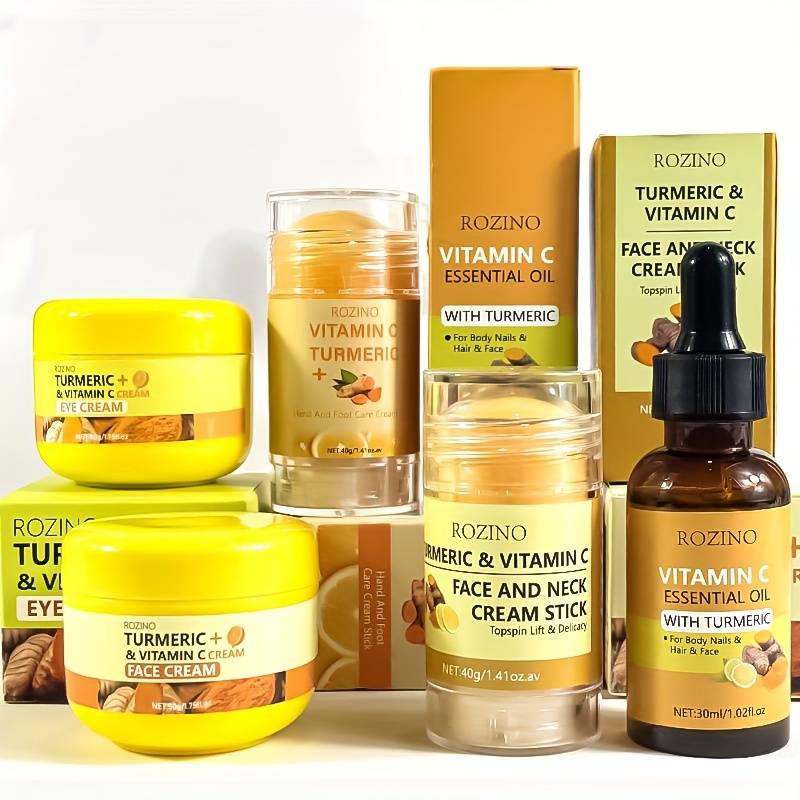 ROZINO
VITAMIN C
ESSENTIAL OIL
WITH TURMERIC
For Body Nails &
Hair & Face
ROZINO
TURMERIC &
VITAMIN C
FACE AND NECK
CREAM
Topspin
ROZINO
VITAMIN C
TURMERIC
+
Hand And Foot Care Cream
NET:40g/1.41oz.av
ROZINO
TURMERIC +
& VITAMIN C CREAM
EYE CREAM
ROZINO
TUR
& VI
EYE
ROZINO
TURMERIC +
& VITAMIN C CREAM
FACE CREAM
Hand And Foot
Care Cream Stick
ROZINO
URMERIC & VITAMIN C
FACE AND NECK
CREAM STICK
Topspin Lift & Delicacy
NET:40g/1.41oz.av
ROZINO
VITAMIN C
ESSENTIAL OIL
WITH TURMERIC
For Body Nails &
Hair & Face
NET:30ml/1.02fl.oz